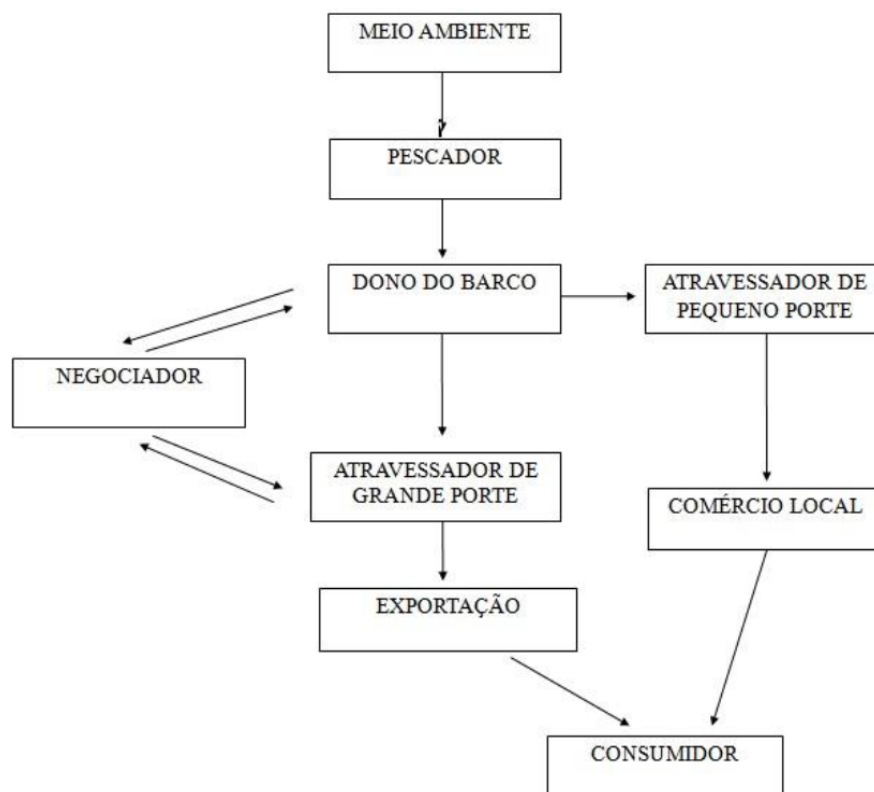 MEIO AMBIENTE
PESCADOR
DONO DO BARCO
ATRAVESSADOR DE
PEQUENO PORTE
NEGOCIADOR
ATRAVESSADOR DE
GRANDE PORTE
COMÉRCIO LOCAL
EXPORTAÇÃO
CONSUMIDOR